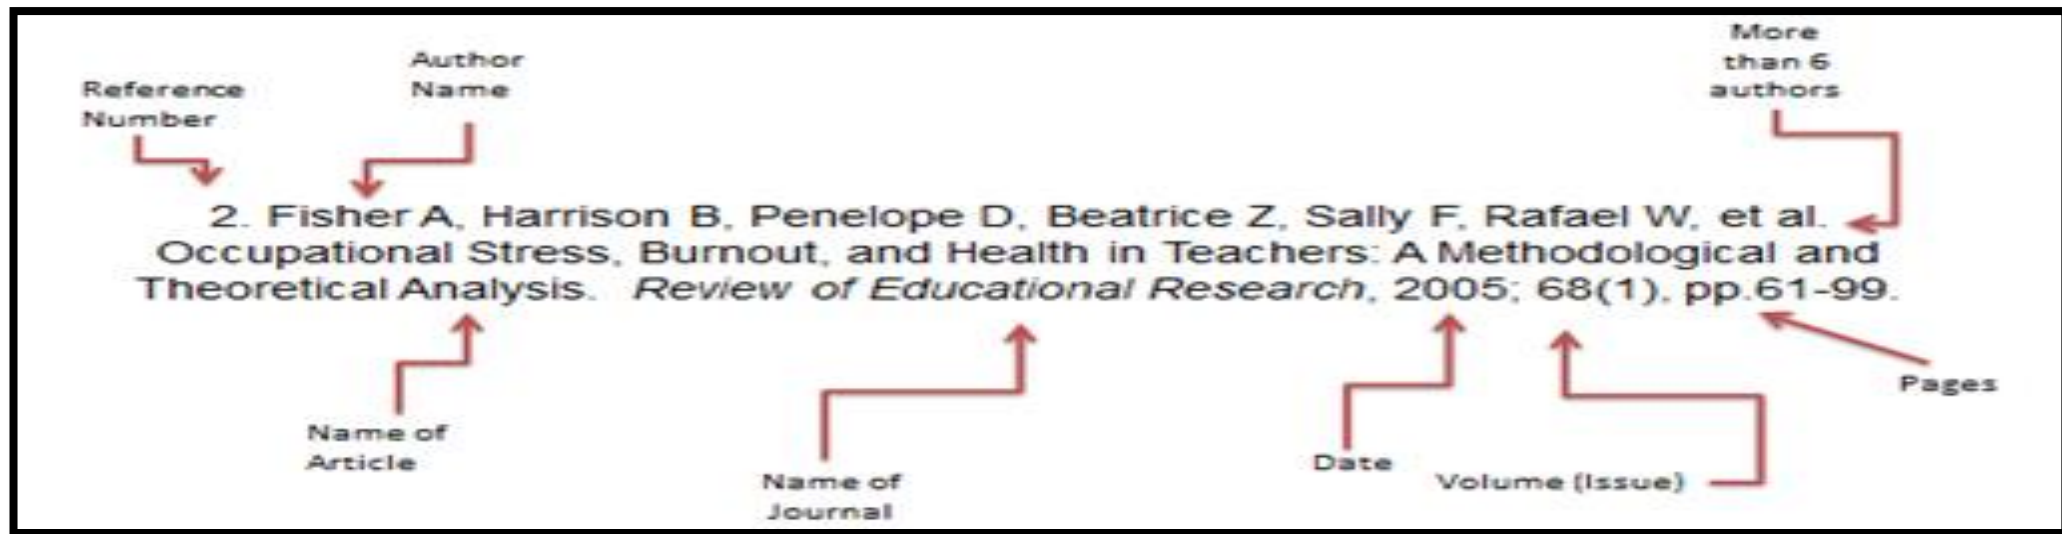 More
than 6
authors
Author
Name
Reference
Number
2. Fisher A, Harrison B, Penelope D, Beatrice Z, Sally F, Rafael W, et al.
Occupational Stress, Burnout, and Health in Teachers: A Methodological and
Theoretical Analysis. Review of Educational Research, 2005; 68(1), pp.61-99.
Pages
Name of
Article
Date
Volume (Issue)
Name of
Journal